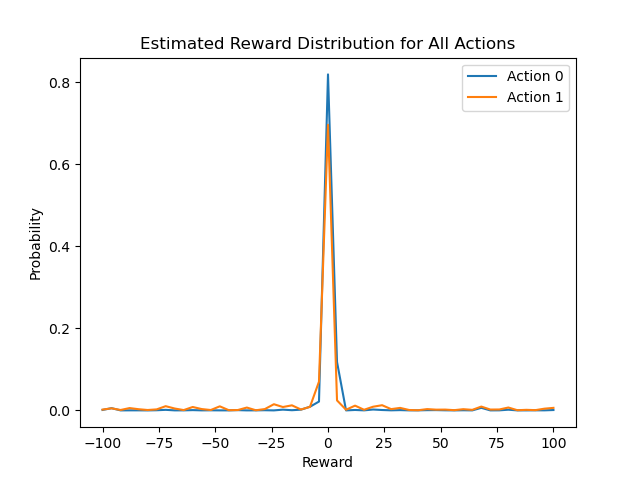 Estimated Reward Distribution for All Actions
Action 0
Action 1
Probability
0.8
0.6
0.4
0.2
0.0
−100 −75 −50 −25 0 25 50 75 100
Reward